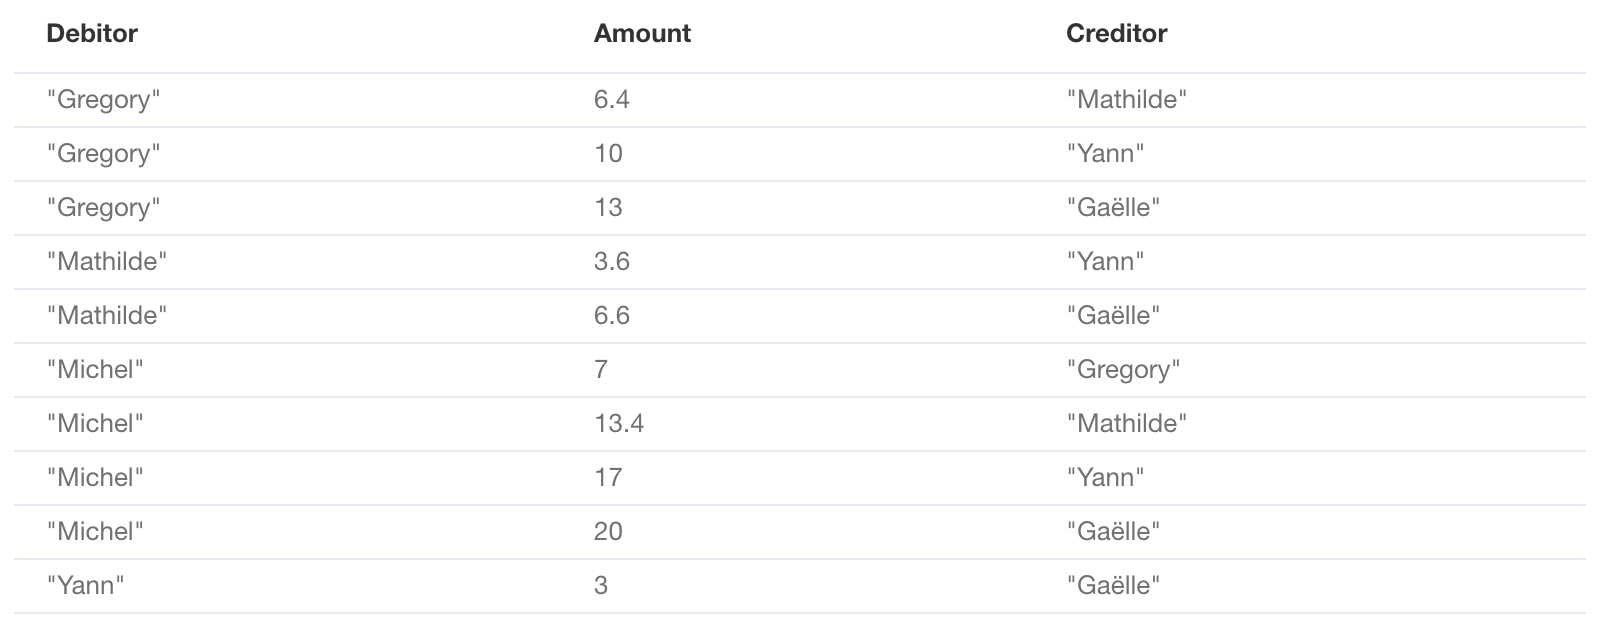 Debitor Amount Creditor
"Gregory" 6.4 "Mathilde"
"Gregory" 10 "Yann"
"Gregory" 13 "Gaëlle"
"Mathilde" 3.6 "Yann"
"Mathilde" 6.6 "Gaëlle"
"Michel" 7 "Gregory"
"Michel" 13.4 "Mathilde"
"Michel" 17 "Yann"
"Michel" 20 "Gaëlle"
"Yann" 3 "Gaëlle"